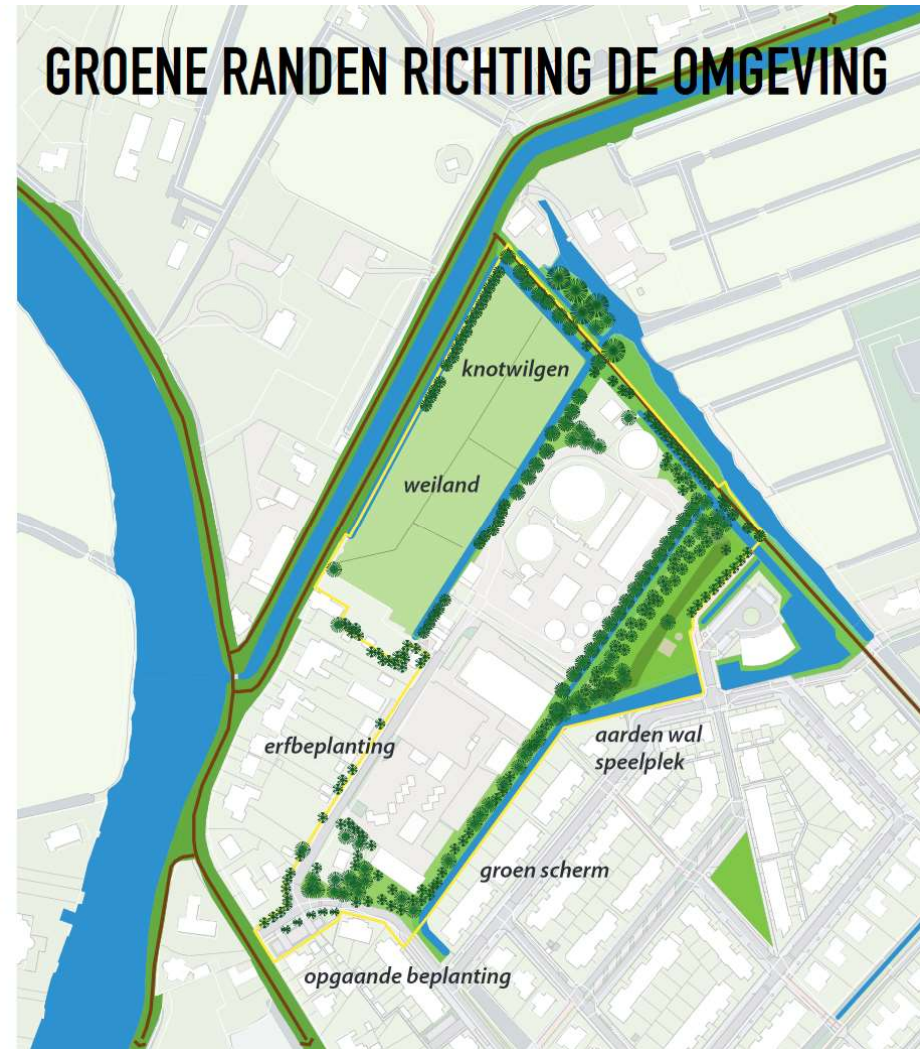 GROENE RANDEN RICHTING DE OMGEVING
knotwilgen
weiland
erfbeplanting
aarden wal
speelplek
groen scherm
opgaande beplanting